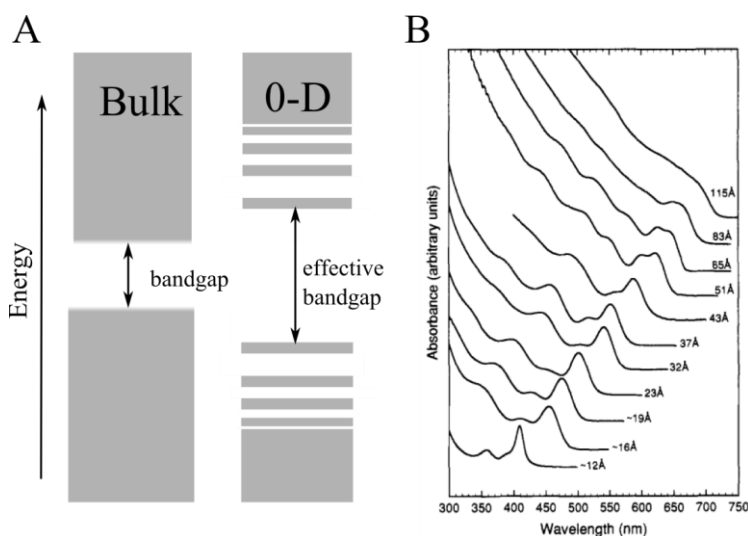 A
Bulk
0-D
Energy
bandgap
effective
bandgap
B
Absorbance (arbitrary units)
115Å
83Å
65Å
51Å
43Å
37Å
32Å
23Å
~19Å
~16Å
~12Å
300 350 400 450 500 550 600 650 700 750
Wavelength (nm)